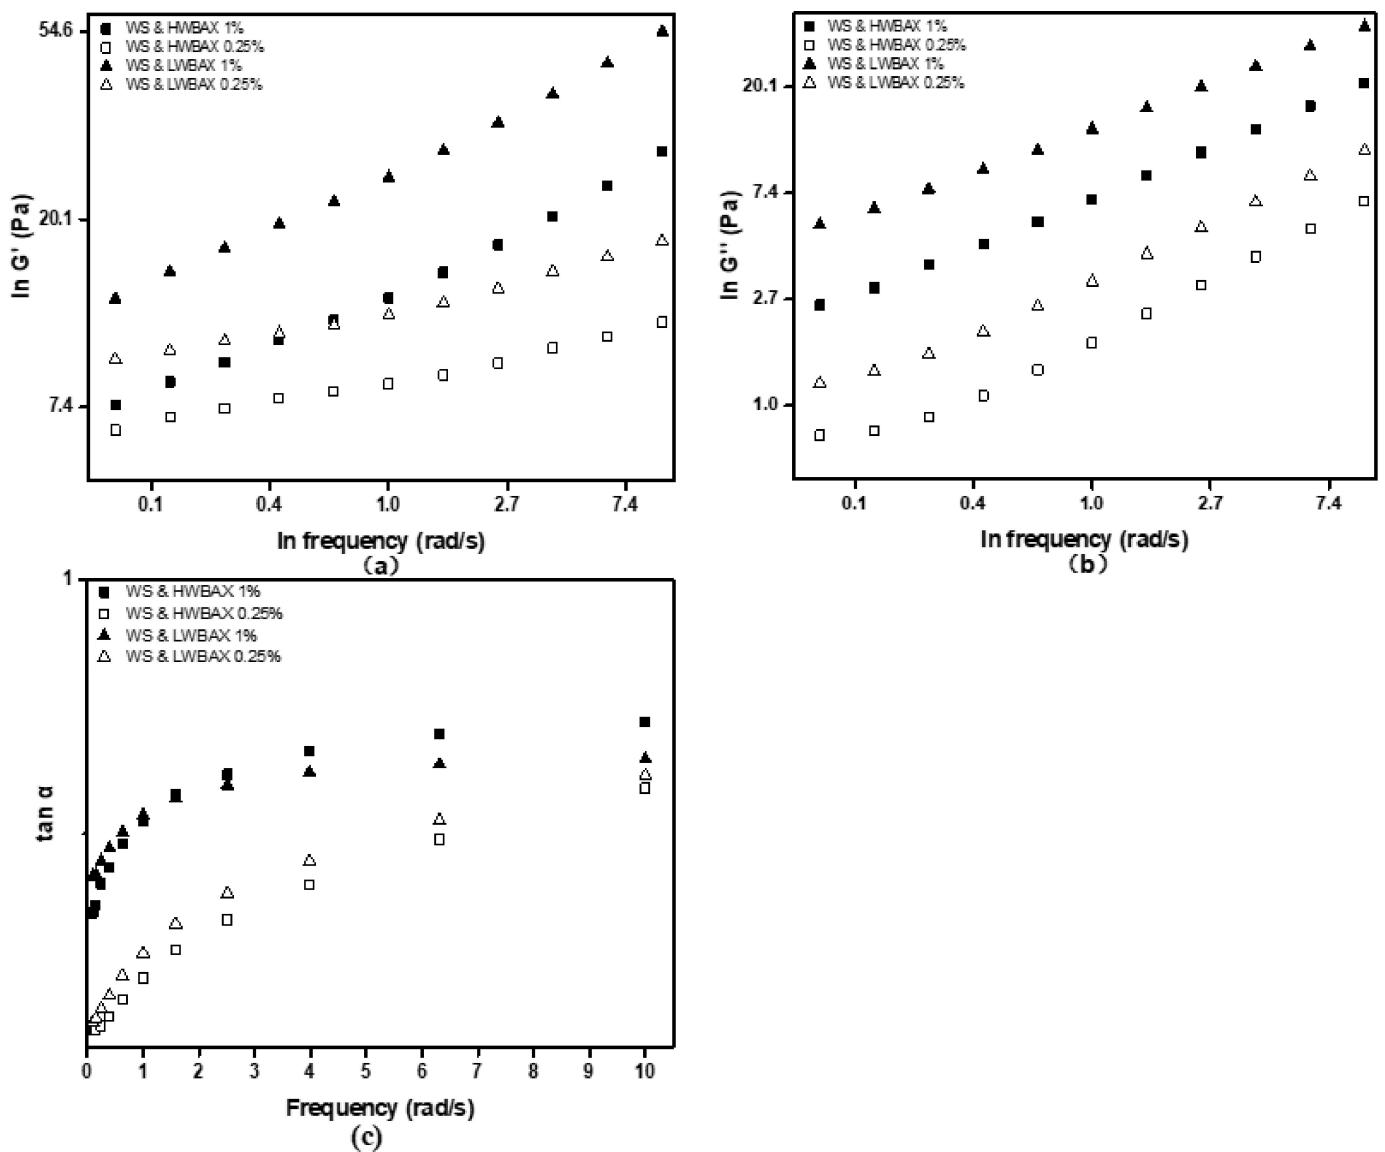 54.6
20.1
7.4
ln G' (Pa)
WS & HWBAX 1%
WS & HWBAX 0.25%
WS & LWBAX 1%
WS & LWBAX 0.25%
0.1 0.4 1.0 2.7 7.4
ln frequency (rad/s)
(a)
20.1
7.4
2.7
1.0
ln G'' (Pa)
WS & HWBAX 1%
WS & HWBAX 0.25%
WS & LWBAX 1%
WS & LWBAX 0.25%
0.1 0.4 1.0 2.7 7.4
ln frequency (rad/s)
(b)
1
tan α
WS & HWBAX 1%
WS & HWBAX 0.25%
WS & LWBAX 1%
WS & LWBAX 0.25%
0 1 2 3 4 5 6 7 8 9 10
Frequency (rad/s)
(c)